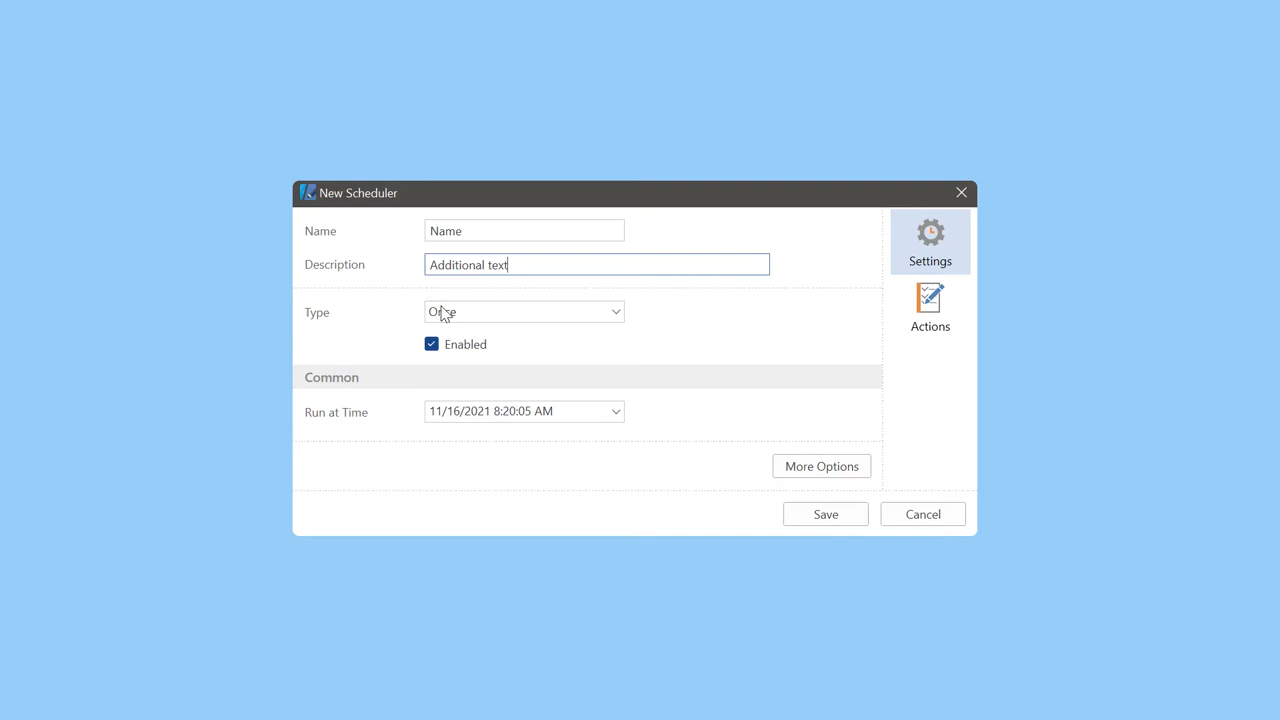 New Scheduler
Name Name
Description Additional text
Settings
Type Once
Actions
Enabled
Common
Run at Time 11/16/2021 8:20:05 AM
More Options
Save Cancel